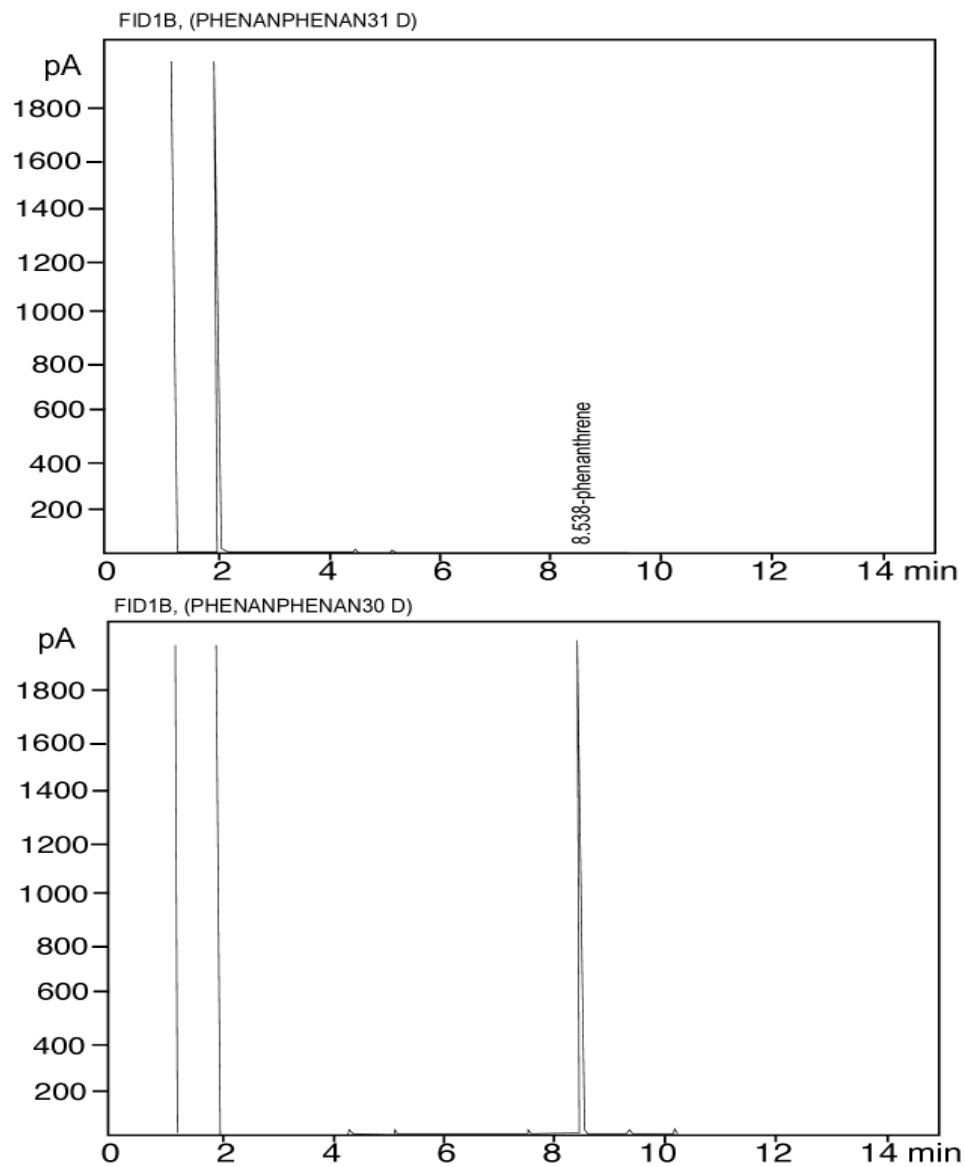 FID1B, (PHENANPHENAN31 D)
pA
1800
1600
1400
1200
1000
800
600
400
200
8.538-phenanthrene
0 2 4 6 8 10 12 14 min
FID1B, (PHENANPHENAN30 D)
pA
1800
1600
1400
1200
1000
800
600
400
200
0 2 4 6 8 10 12 14 min